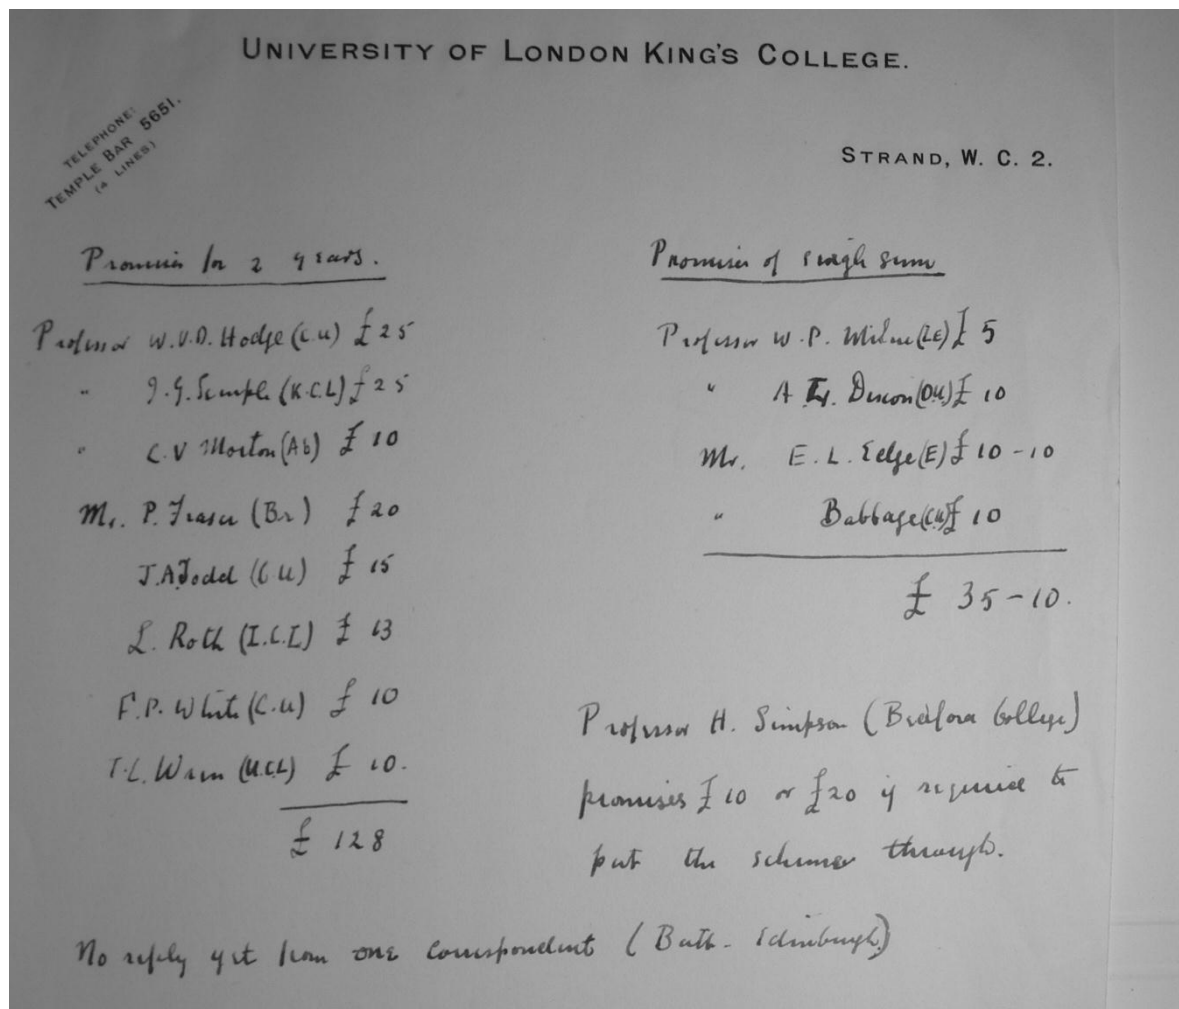 UNIVERSITY OF LONDON KING'S COLLEGE.
TELEPHONE:
TEMPLE BAR 5651.
(4 LINES)
STRAND, W. C. 2.
Promises for 2 years.
Professor W.V.D. Hodge (C.U) £ 25
" J.G. Semple (K.C.L) £ 25
" C.V Morton (Ab) £ 10
Mr. P. Fraser (Br) £ 20
J.A Todd (C U) £ 15
L. Roth (I.C.L) £ 13
F.P. White (C.U) £ 10
T.L. Wren (U.C.L) £ 10.
£ 128
Promises of single sum
Professor W.P. Milne (LE) £ 5
" A Dixon (O.U.) £ 10
Mr. E.L. Edge (E) £ 10-10
" Babbage (C.U) £ 10
£ 35-10.
Professor H. Simpson (Bedford College)
promises £ 10 or £20 if required to
put the scheme through.
No reply yet from one correspondent (Bath - Edinburgh)